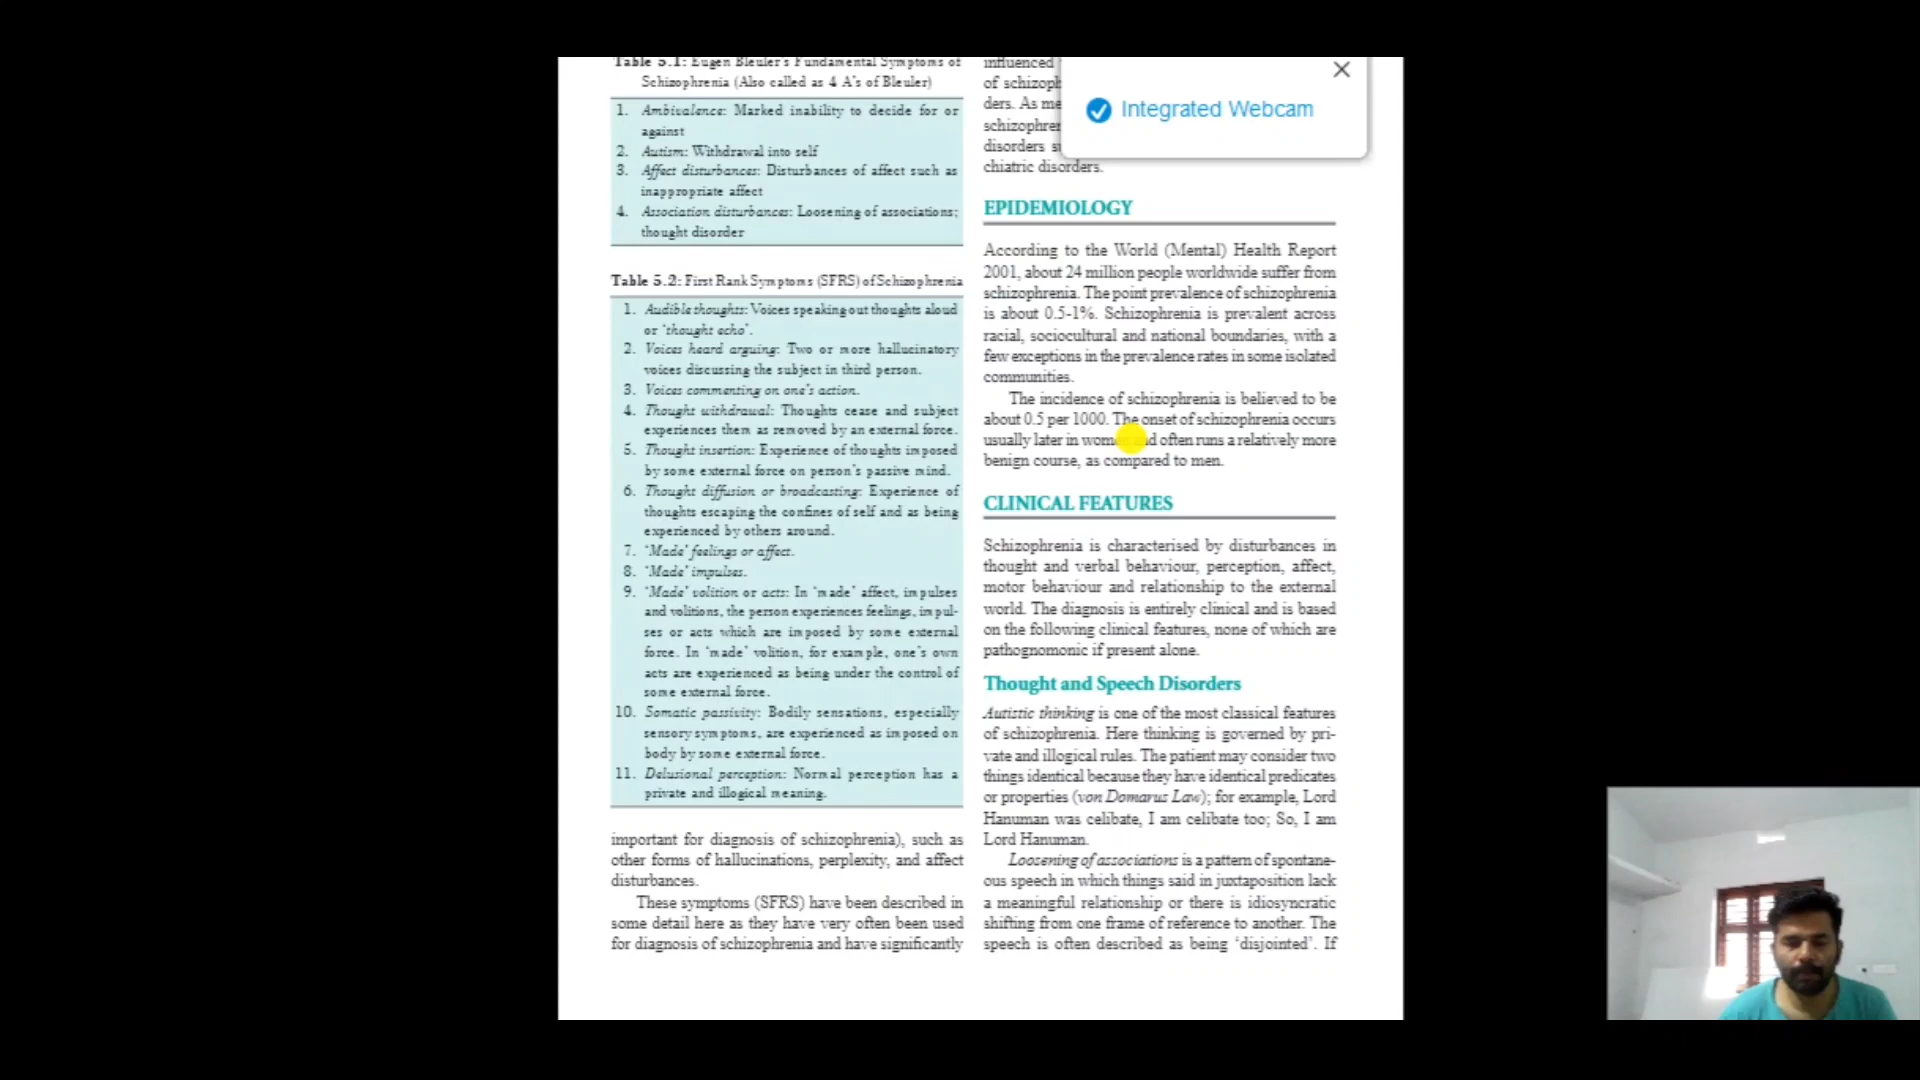 Table 5.1: Eugen Bleuler's Fundamental Symptoms of
Schizophrenia (Also called as 4 A's of Bleuler)
1. Ambivalence: Marked inability to decide for or
against
2. Autism: Withdrawal into self
3. Affect disturbances: Disturbances of affect such as
inappropriate affect
4. Association disturbances: Loosening of associations;
thought disorder
Table 5.2: First Rank Symptoms (SFRS) of Schizophrenia
1. Audible thoughts: Voices speaking out thoughts aloud
or 'thought echo'.
2. Voices heard arguing: Two or more hallucinatory
voices discussing the subject in third person.
3. Voices commenting on one's action.
4. Thought withdrawal: Thoughts cease and subject
experiences them as removed by an external force.
5. Thought insertion: Experience of thoughts imposed
by some external force on person's passive mind.
6. Thought diffusion or broadcasting: Experience of
thoughts escaping the confines of self and as being
experienced by others around.
7. 'Made' feelings or affect.
8. 'Made' impulses.
9. 'Made' volition or acts: In 'made' affect, impulses
and volitions, the person experiences feelings, impul-
ses or acts which are imposed by some external
force. In 'made' volition, for example, one's own
acts are experienced as being under the control of
some external force.
10. Somatic passivity: Bodily sensations, especially
sensory symptoms, are experienced as imposed on
body by some external force.
11. Delusional perception: Normal perception has a
private and illogical meaning.
important for diagnosis of schizophrenia), such as
other forms of hallucinations, perplexity, and affect
disturbances.
These symptoms (SFRS) have been described in
some detail here as they have very often been used
for diagnosis of schizophrenia and have significantly
influenced
of schizoph
ders. As me
schizophren
disorders
chiatric disorders.
Integrated Webcam
EPIDEMIOLOGY
According to the World (Mental) Health Report
2001, about 24 million people worldwide suffer from
schizophrenia. The point prevalence of schizophrenia
is about 0.5-1%. Schizophrenia is prevalent across
racial, sociocultural and national boundaries, with a
few exceptions in the prevalence rates in some isolated
communities.
The incidence of schizophrenia is believed to be
about 0.5 per 1000. The onset of schizophrenia occurs
usually later in women and often runs a relatively more
benign course, as compared to men.
CLINICAL FEATURES
Schizophrenia is characterised by disturbances in
thought and verbal behaviour, perception, affect,
motor behaviour and relationship to the external
world. The diagnosis is entirely clinical and is based
on the following clinical features, none of which are
pathognomonic if present alone.
Thought and Speech Disorders
Autistic thinking is one of the most classical features
of schizophrenia. Here thinking is governed by pri-
vate and illogical rules. The patient may consider two
things identical because they have identical predicates
or properties (von Domarus Law); for example, Lord
Hanuman was celibate, I am celibate too; So, I am
Lord Hanuman.
Loosening of associations is a pattern of spontane-
ous speech in which things said in juxtaposition lack
a meaningful relationship or there is idiosyncratic
shifting from one frame of reference to another. The
speech is often described as being 'disjointed'. If